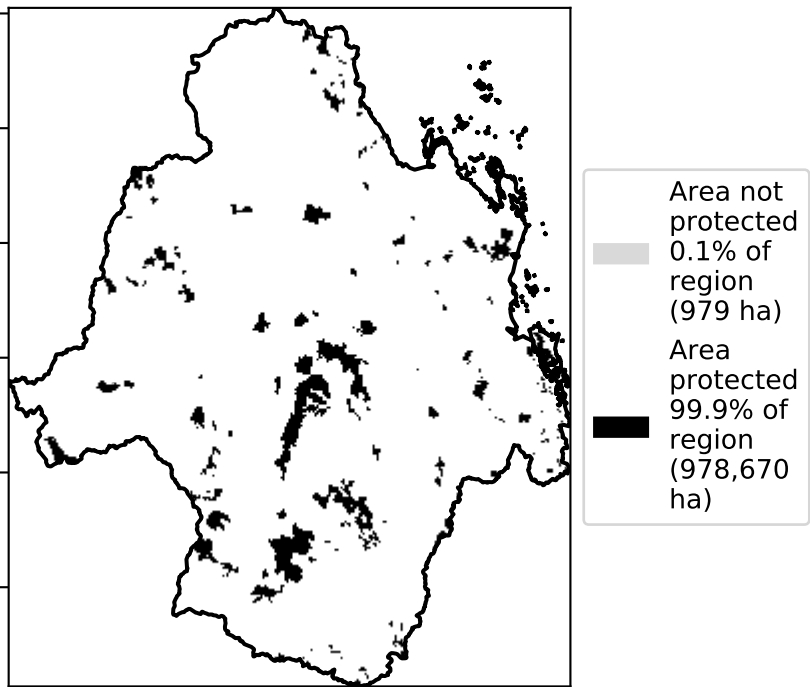 Area not
protected
0.1% of
region
(979 ha)
Area
protected
99.9% of
region
(978,670
ha)